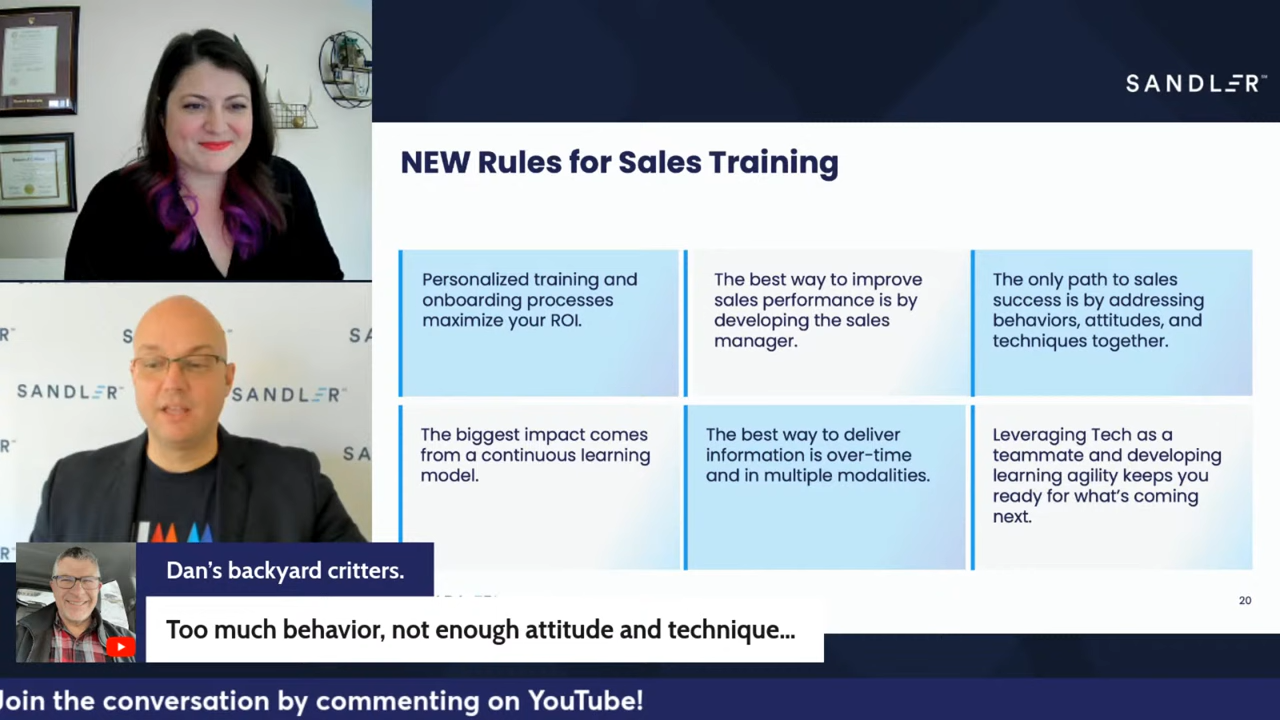 SANDLER
NEW Rules for Sales Training
Personalized training and
onboarding processes
maximize your ROI.
The best way to improve
sales performance is by
developing the sales
manager.
The only path to sales
success is by addressing
behaviors, attitudes, and
techniques together.
The biggest impact comes
from a continuous learning
model.
The best way to deliver
information is over-time
and in multiple modalities.
Leveraging Tech as a
teammate and developing
learning agility keeps you
ready for what's coming
next.
20
SANDLER™
SANDLER™
SA
SA
Dan's backyard critters.
Too much behavior, not enough attitude and technique...
Join the conversation by commenting on YouTube!